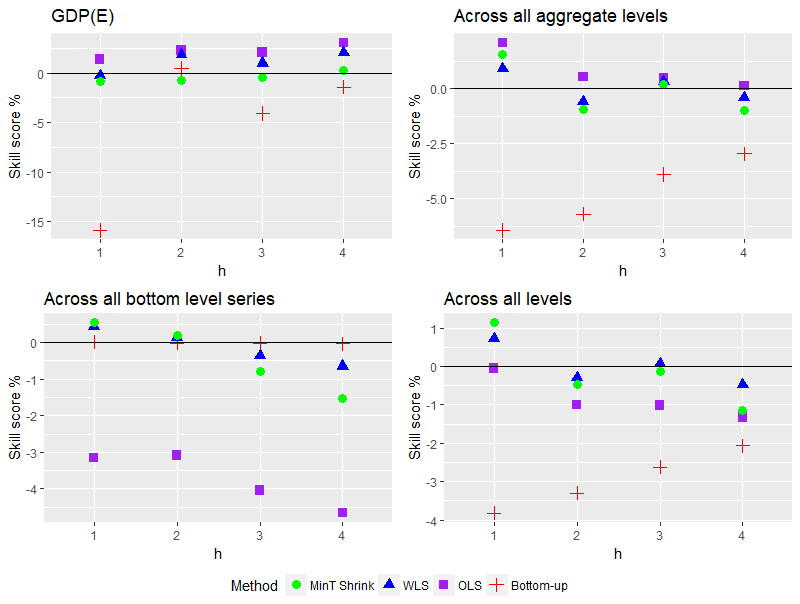 GDP(E)
Skill score %
0
-5
-10
-15
1 2 3 4
h
Across all aggregate levels
Skill score %
0.0
-2.5
-5.0
1 2 3 4
h
Across all bottom level series
Skill score %
0
-1
-2
-3
-4
1 2 3 4
h
Across all levels
Skill score %
1
0
-1
-2
-3
-4
1 2 3 4
h
Method MinT Shrink WLS OLS Bottom-up